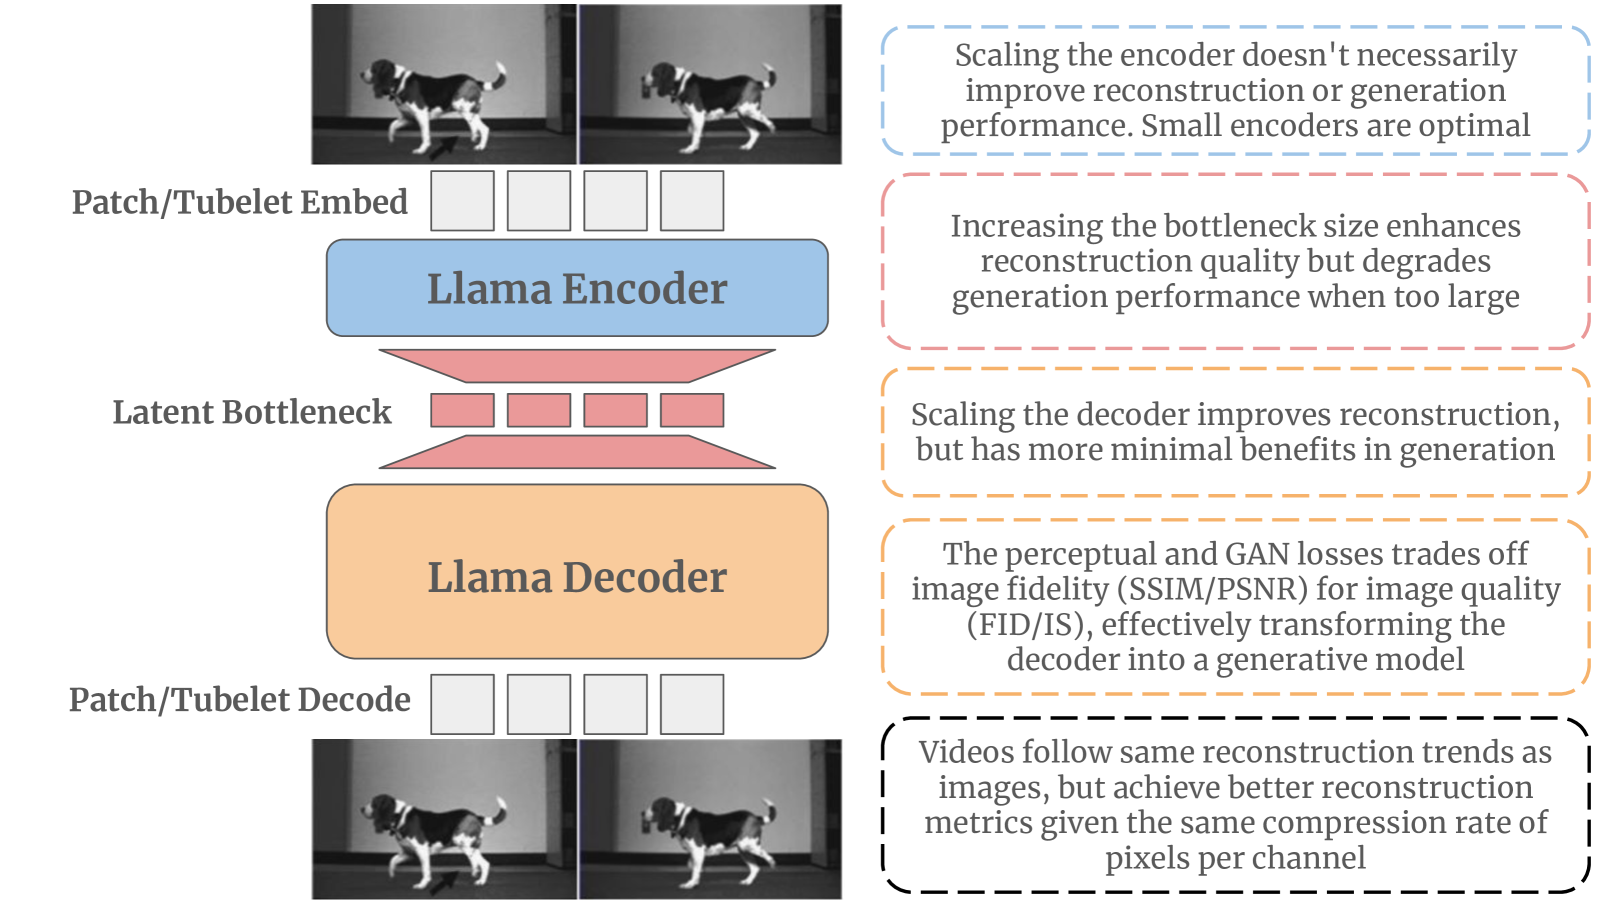 Patch/Tubelet Embed
Llama Encoder
Latent Bottleneck
Llama Decoder
Patch/Tubelet Decode
Scaling the encoder doesn't necessarily
improve reconstruction or generation
performance. Small encoders are optimal
Increasing the bottleneck size enhances
reconstruction quality but degrades
generation performance when too large
Scaling the decoder improves reconstruction,
but has more minimal benefits in generation
The perceptual and GAN losses trades off
image fidelity (SSIM/PSNR) for image quality
(FID/IS), effectively transforming the
decoder into a generative model
Videos follow same reconstruction trends as
images, but achieve better reconstruction
metrics given the same compression rate of
pixels per channel